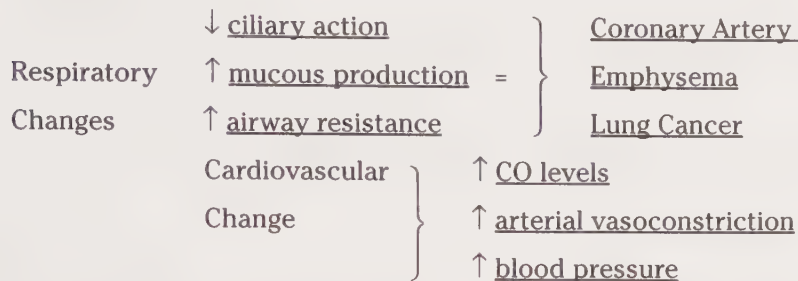 ↓ ciliary action Coronary Artery
Respiratory ↑ mucous production = Emphysema
Changes ↑ airway resistance Lung Cancer
Cardiovascular ↑ CO levels
Change ↑ arterial vasoconstriction
↑ blood pressure